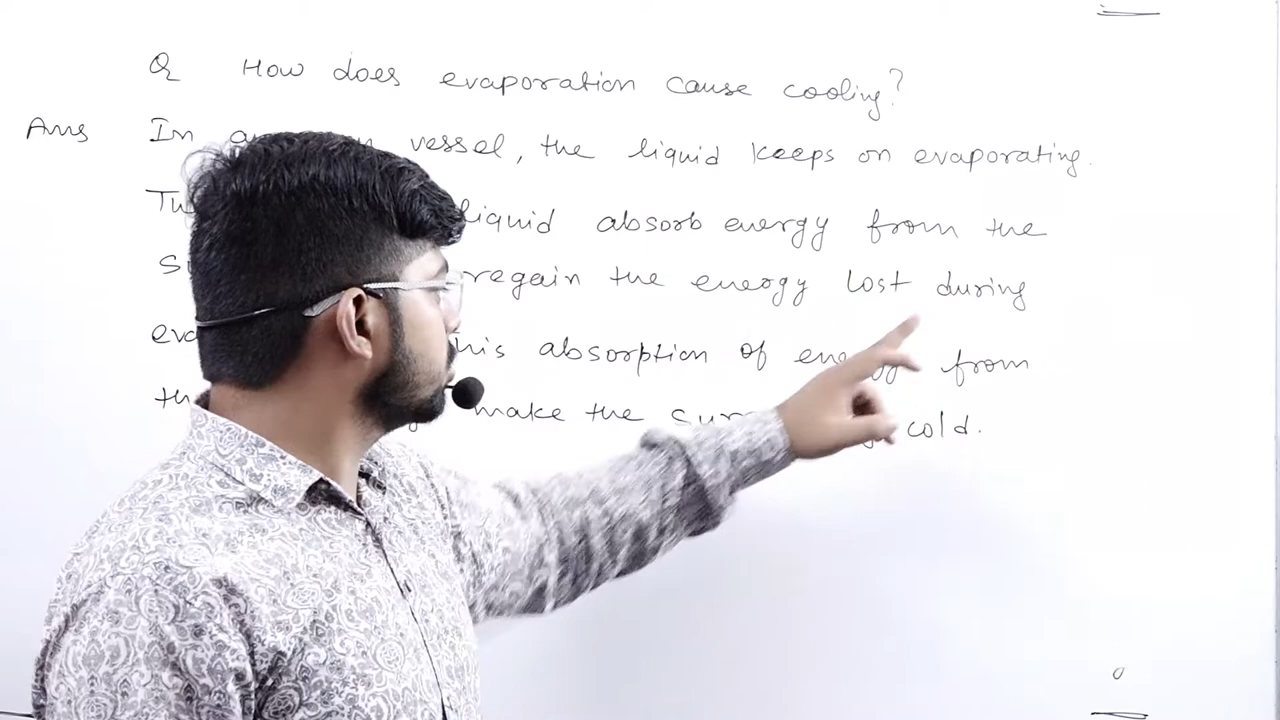 Q How does evaporation cause cooling?
Ans In vessel, the liquid keeps on evaporating.
liquid absorb energy from the
regain the energy lost during
absorption of energy from
make the cold.